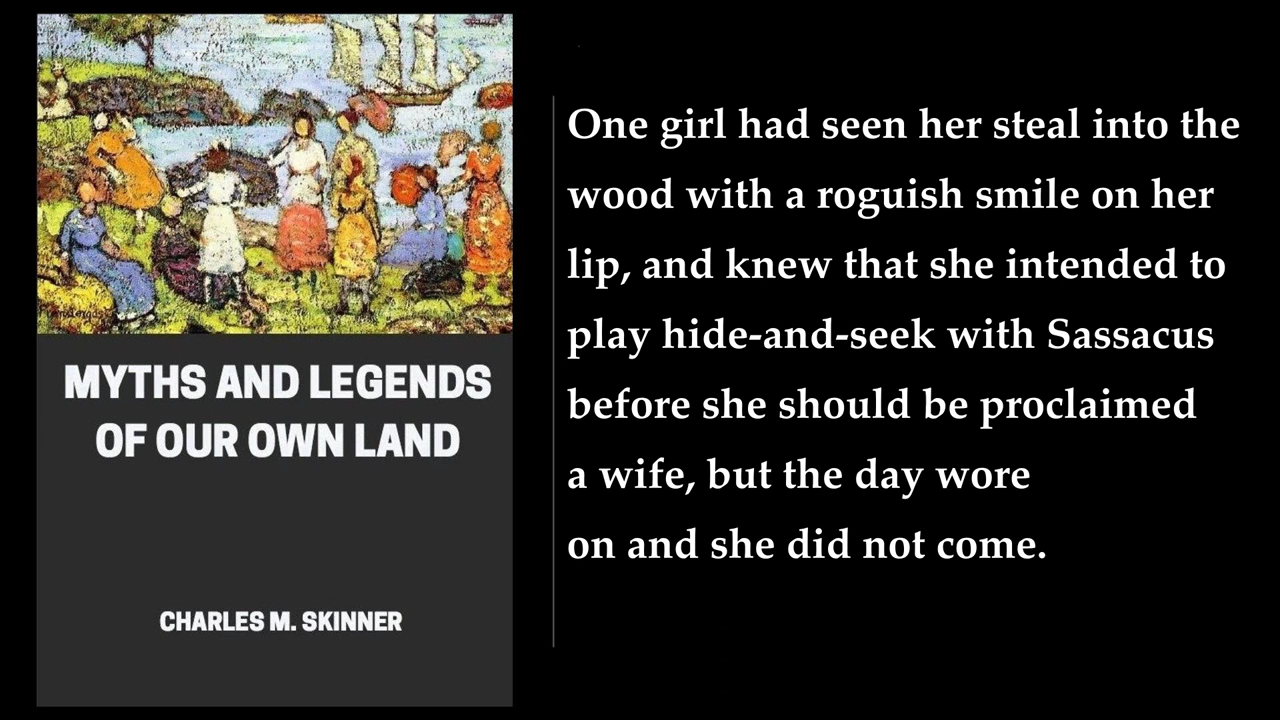 MYTHS AND LEGENDS
OF OUR OWN LAND
CHARLES M. SKINNER
One girl had seen her steal into the
wood with a roguish smile on her
lip, and knew that she intended to
play hide-and-seek with Sassacus
before she should be proclaimed
a wife, but the day wore
on and she did not come.